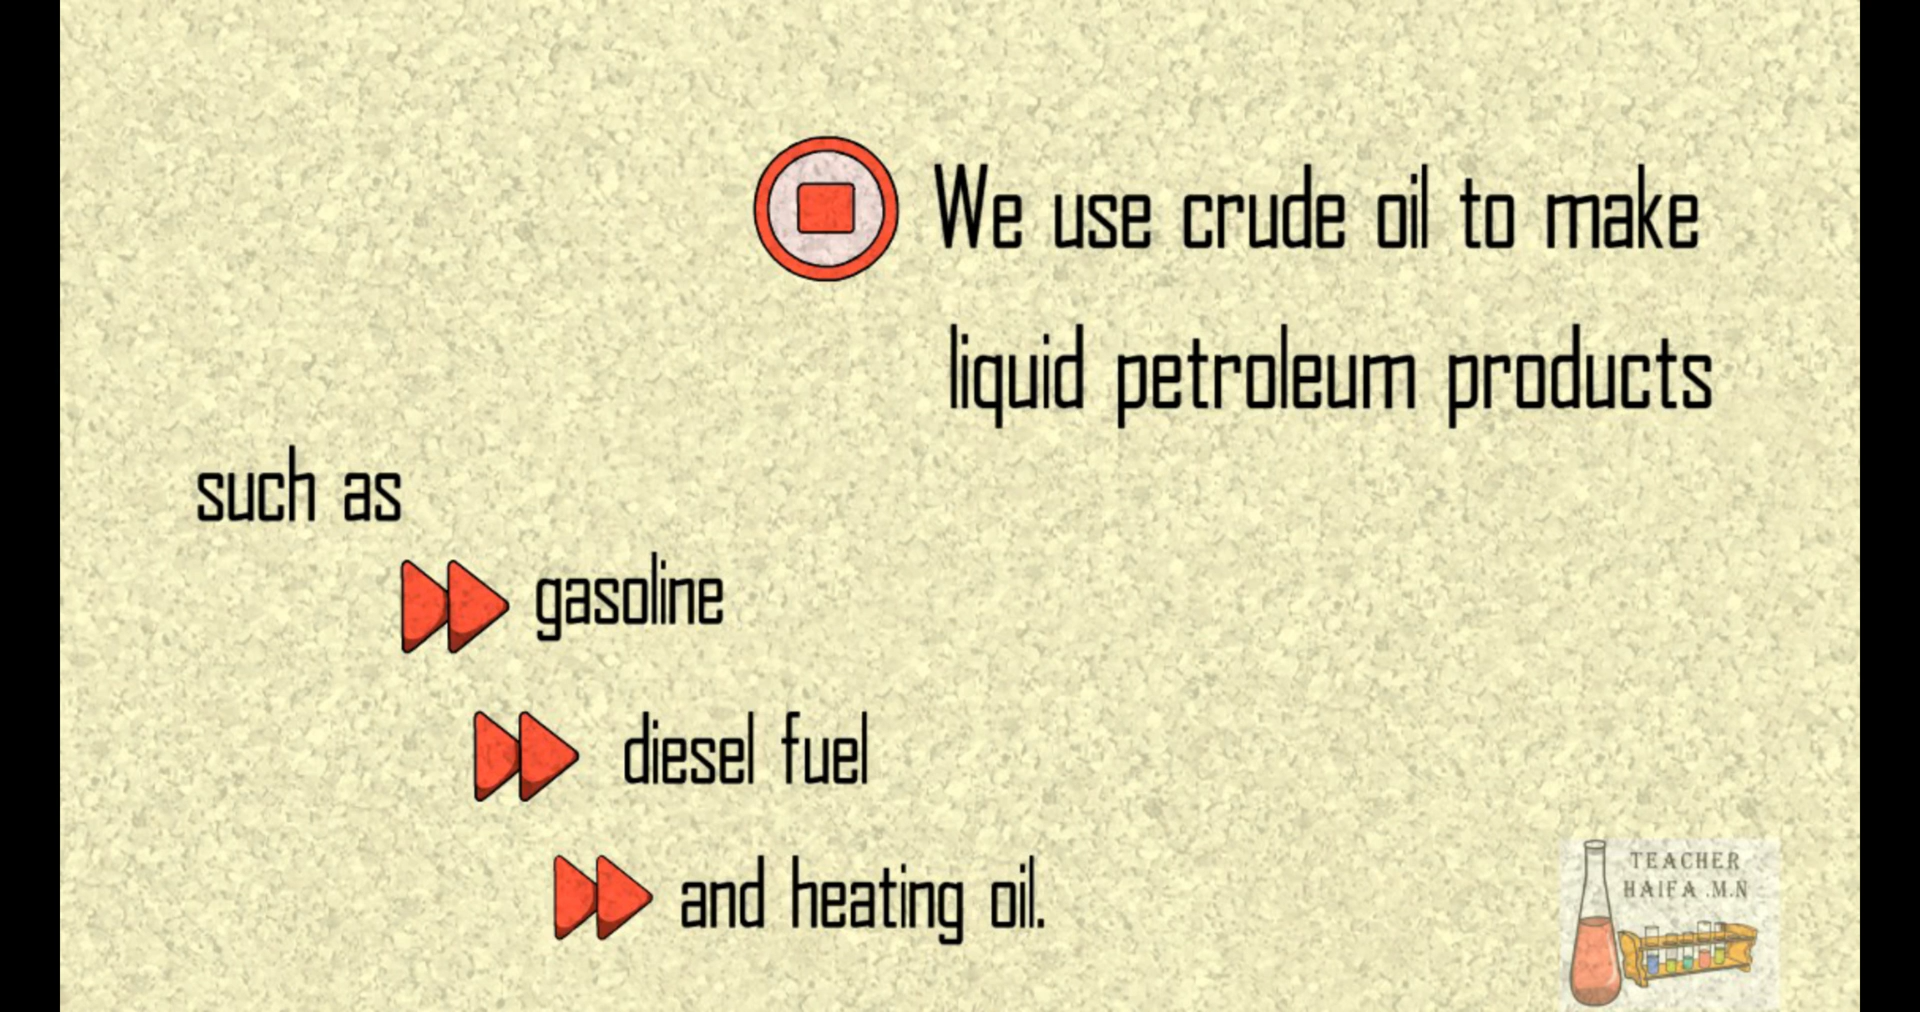 We use crude oil to make
liquid petroleum products
such as
gasoline
diesel fuel
and heating oil.
TEACHER
HAIFA .M.N